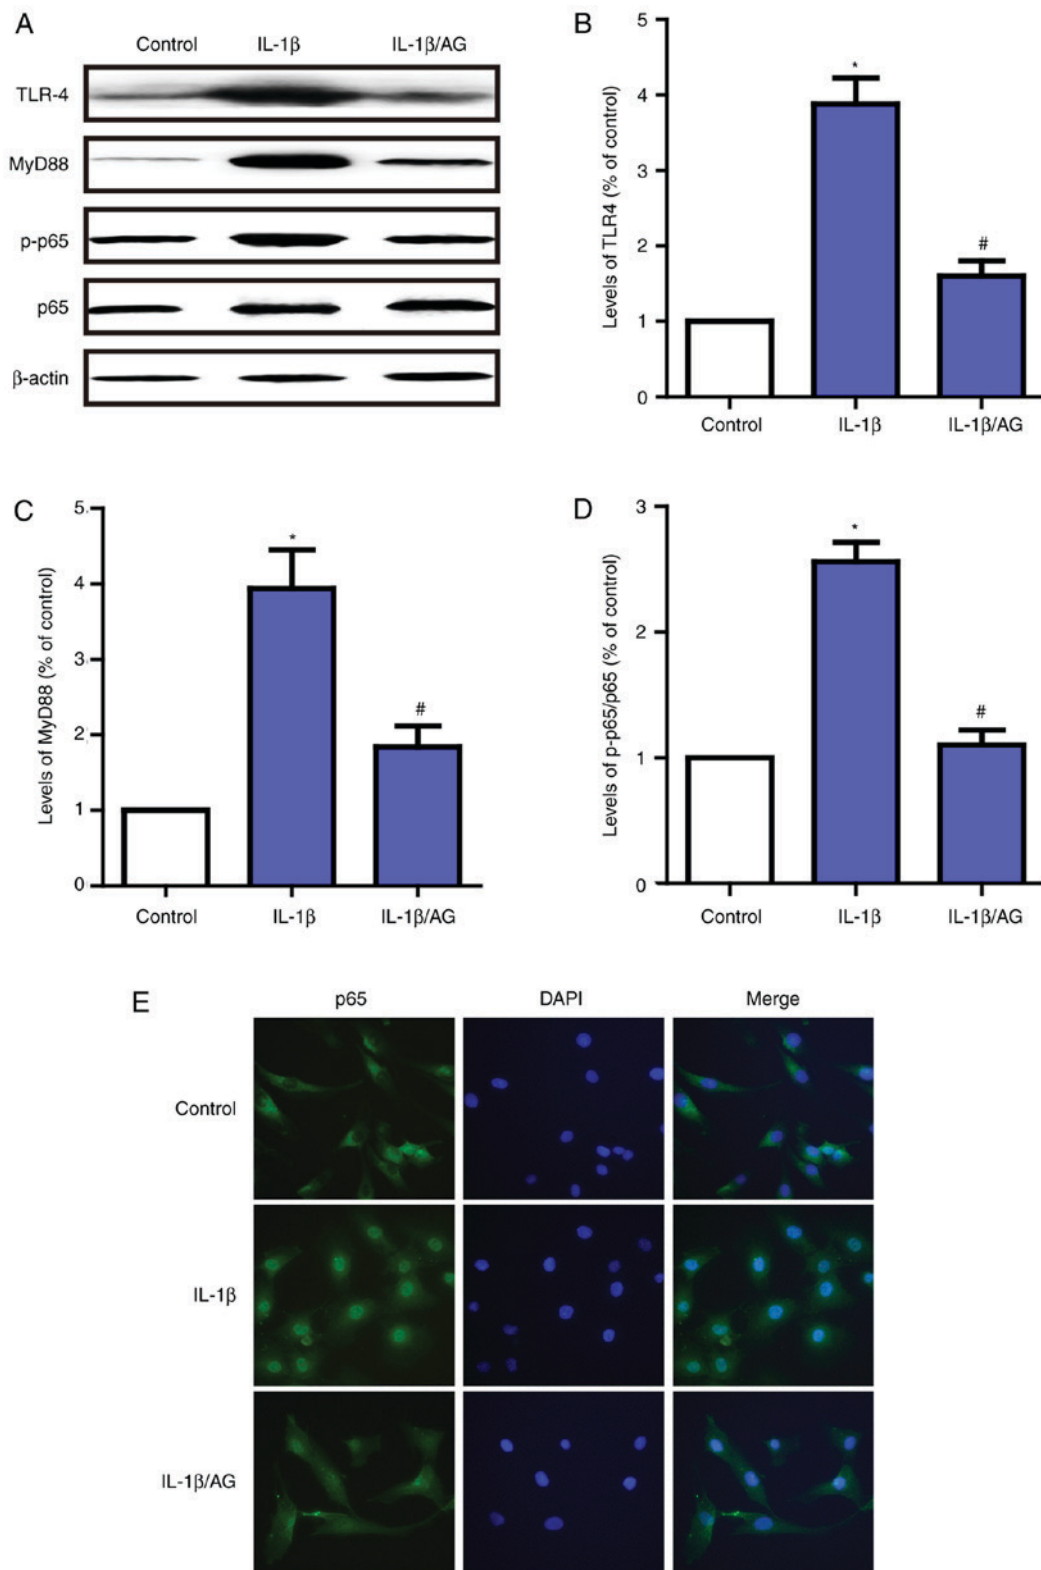 A
Control IL-1β IL-1β/AG
TLR-4
MyD88
p-p65
p65
β-actin
B
Levels of TLR4 (% of control)
5
4
4
2
1
0
*
#
Control IL-1β IL-1β/AG
C
Levels of MyD88 (% of control)
5
4
3
2
1
0
*
#
Control IL-1β IL-1β/AG
D
Levels of p-p65/p65 (% of control)
3
2
1
0
*
#
Control IL-1β IL-1β/AG
E
p65 DAPI Merge
Control
IL-1β
IL-1β/AG